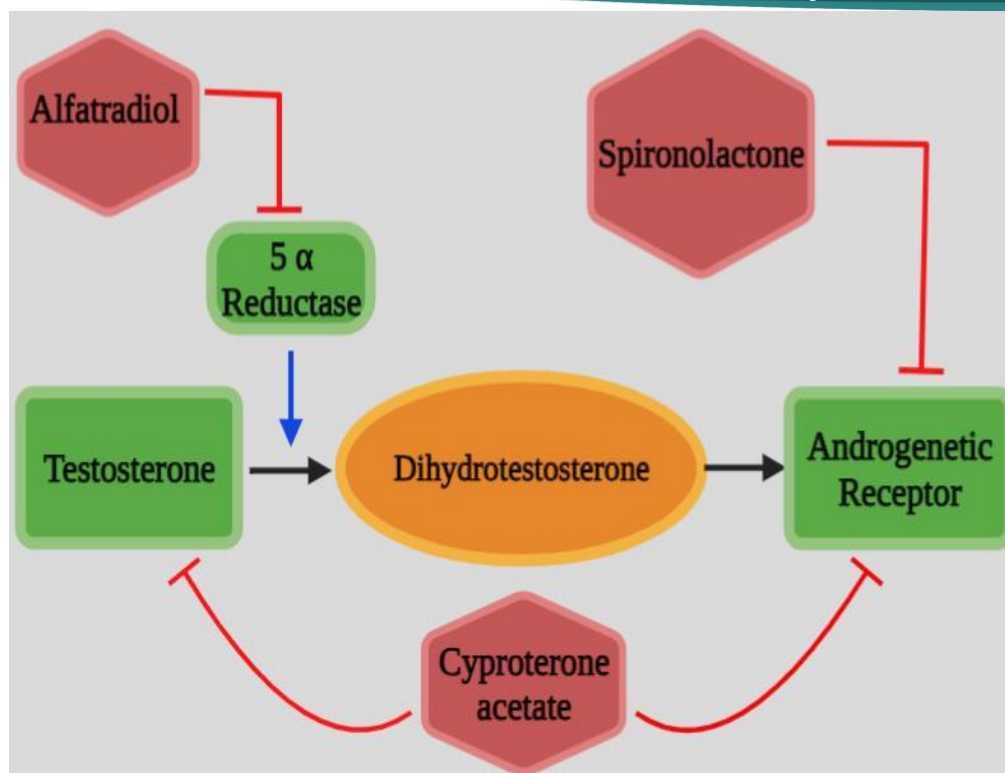 Alfatradiol
Spironolactone
5 α
Reductase
Testosterone
Dihydrotestosterone
Androgenetic
Receptor
Cyproterone
acetate